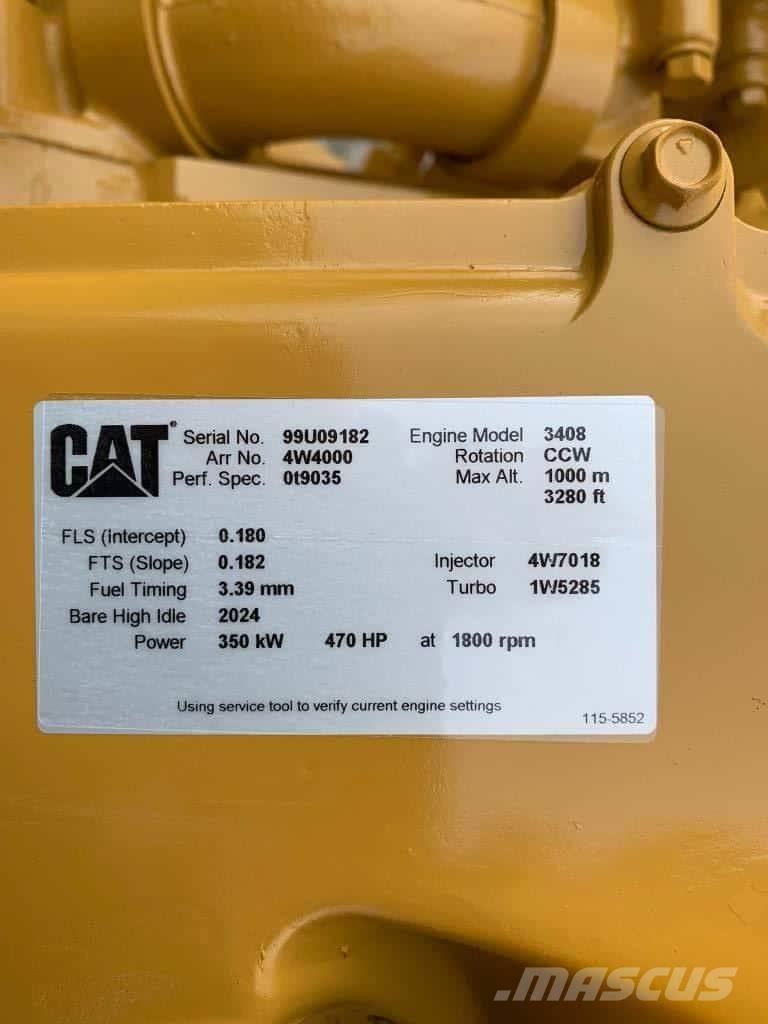 CAT®
Serial No. 99U09182 Engine Model 3408
Arr No. 4W4000 Rotation CCW
Perf. Spec. 0t9035 Max Alt. 1000 m
3280 ft
FLS (intercept) 0.180
FTS (Slope) 0.182 Injector 4W7018
Fuel Timing 3.39 mm Turbo 1W5285
Bare High Idle 2024
Power 350 kW 470 HP at 1800 rpm
Using service tool to verify current engine settings
115-5852
MASCUS